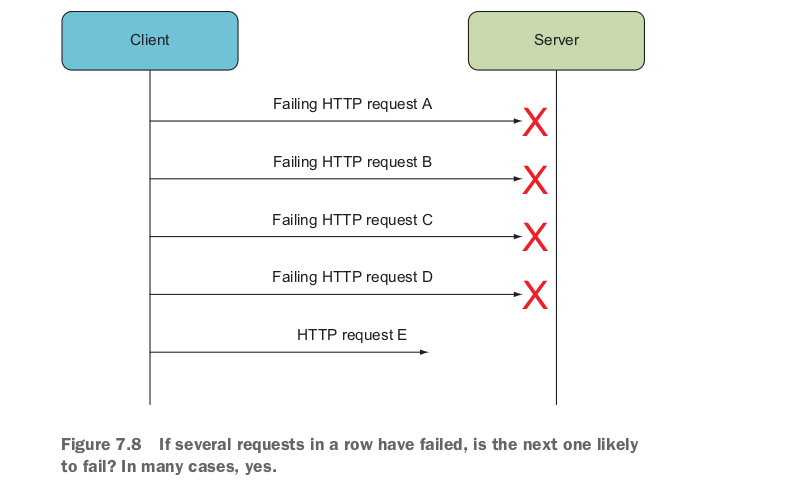 Client
Server
Failing HTTP request A
X
Failing HTTP request B
X
Failing HTTP request C
X
Failing HTTP request D
X
HTTP request E
Figure 7.8 If several requests in a row have failed, is the next one likely
to fail? In many cases, yes.